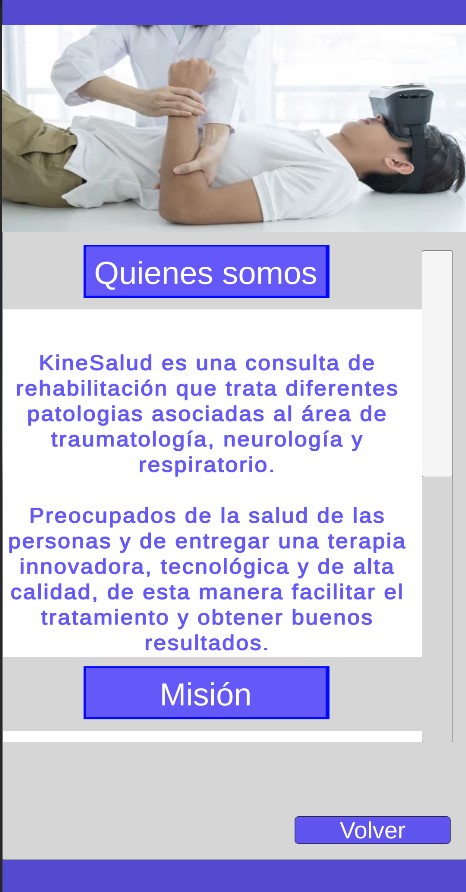 Quienes somos
KineSalud es una consulta de
rehabilitación que trata diferentes
patologias asociadas al área de
traumatología, neurología y
respiratorio.
Preocupados de la salud de las
personas y de entregar una terapia
innovadora, tecnológica y de alta
calidad, de esta manera facilitar el
tratamiento y obtener buenos
resultados.
Misión
Volver